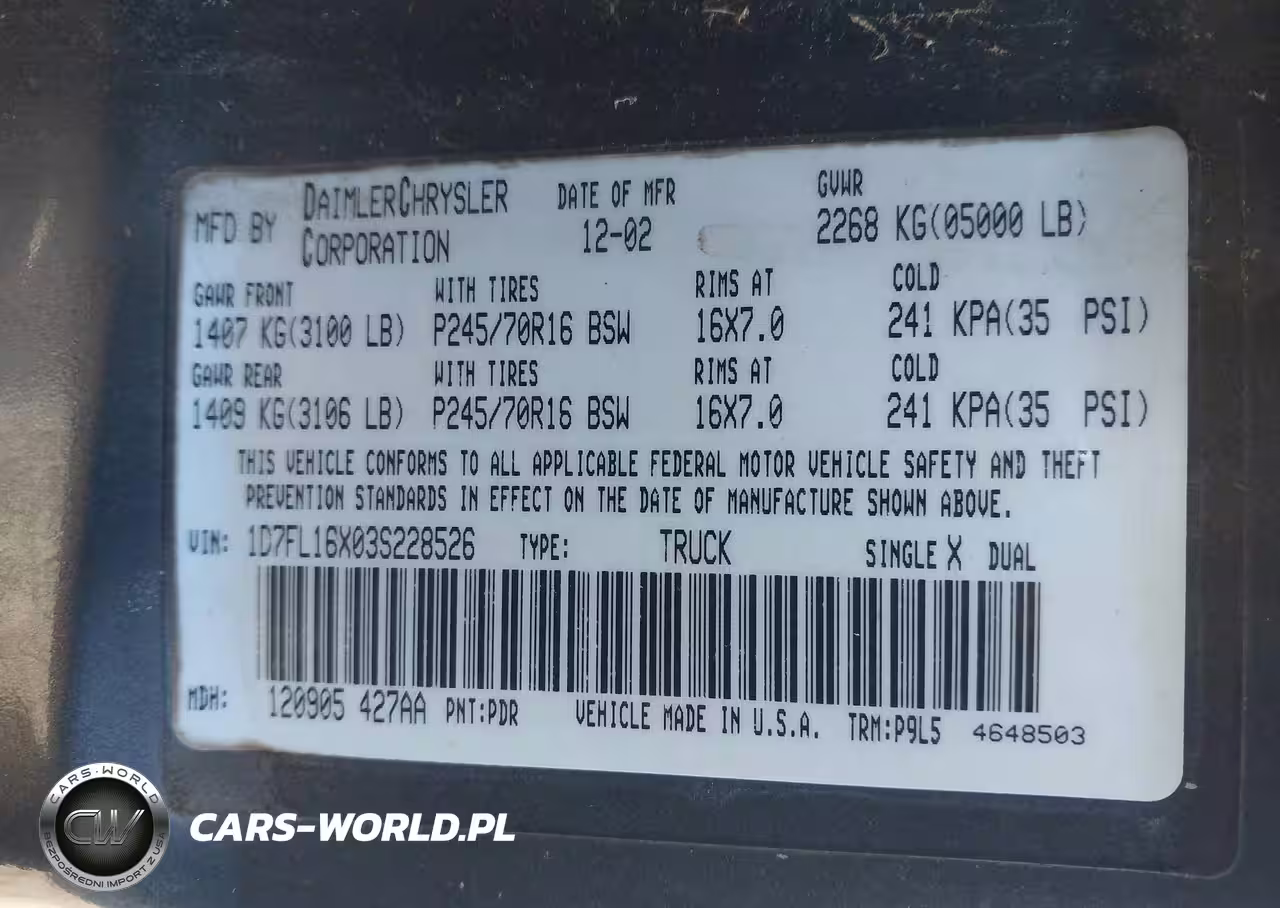 MFD BY DAIMLERCHRYSLER CORPORATION DATE OF MFR 12-02 GVWR 2268 KG(05000 LB)
GAWR FRONT WITH TIRES RIMS AT COLD
1407 KG(3100 LB) P245/70R16 BSW 16X7.0 241 KPA(35 PSI)
GAWR REAR WITH TIRES RIMS AT COLD
1409 KG(3106 LB) P245/70R16 BSW 16X7.0 241 KPA(35 PSI)
THIS VEHICLE CONFORMS TO ALL APPLICABLE FEDERAL MOTOR VEHICLE SAFETY AND THEFT
PREVENTION STANDARDS IN EFFECT ON THE DATE OF MANUFACTURE SHOWN ABOVE.
VIN: 1D7FL16X03S228526 TYPE: TRUCK SINGLE X DUAL
MDH: 120905 427AA PNT:PDR VEHICLE MADE IN U.S.A. TRM:P9L5 4648503
CARS-WORLD
CW
BEZPOŚREDNI IMPORT Z USA
CARS-WORLD.PL